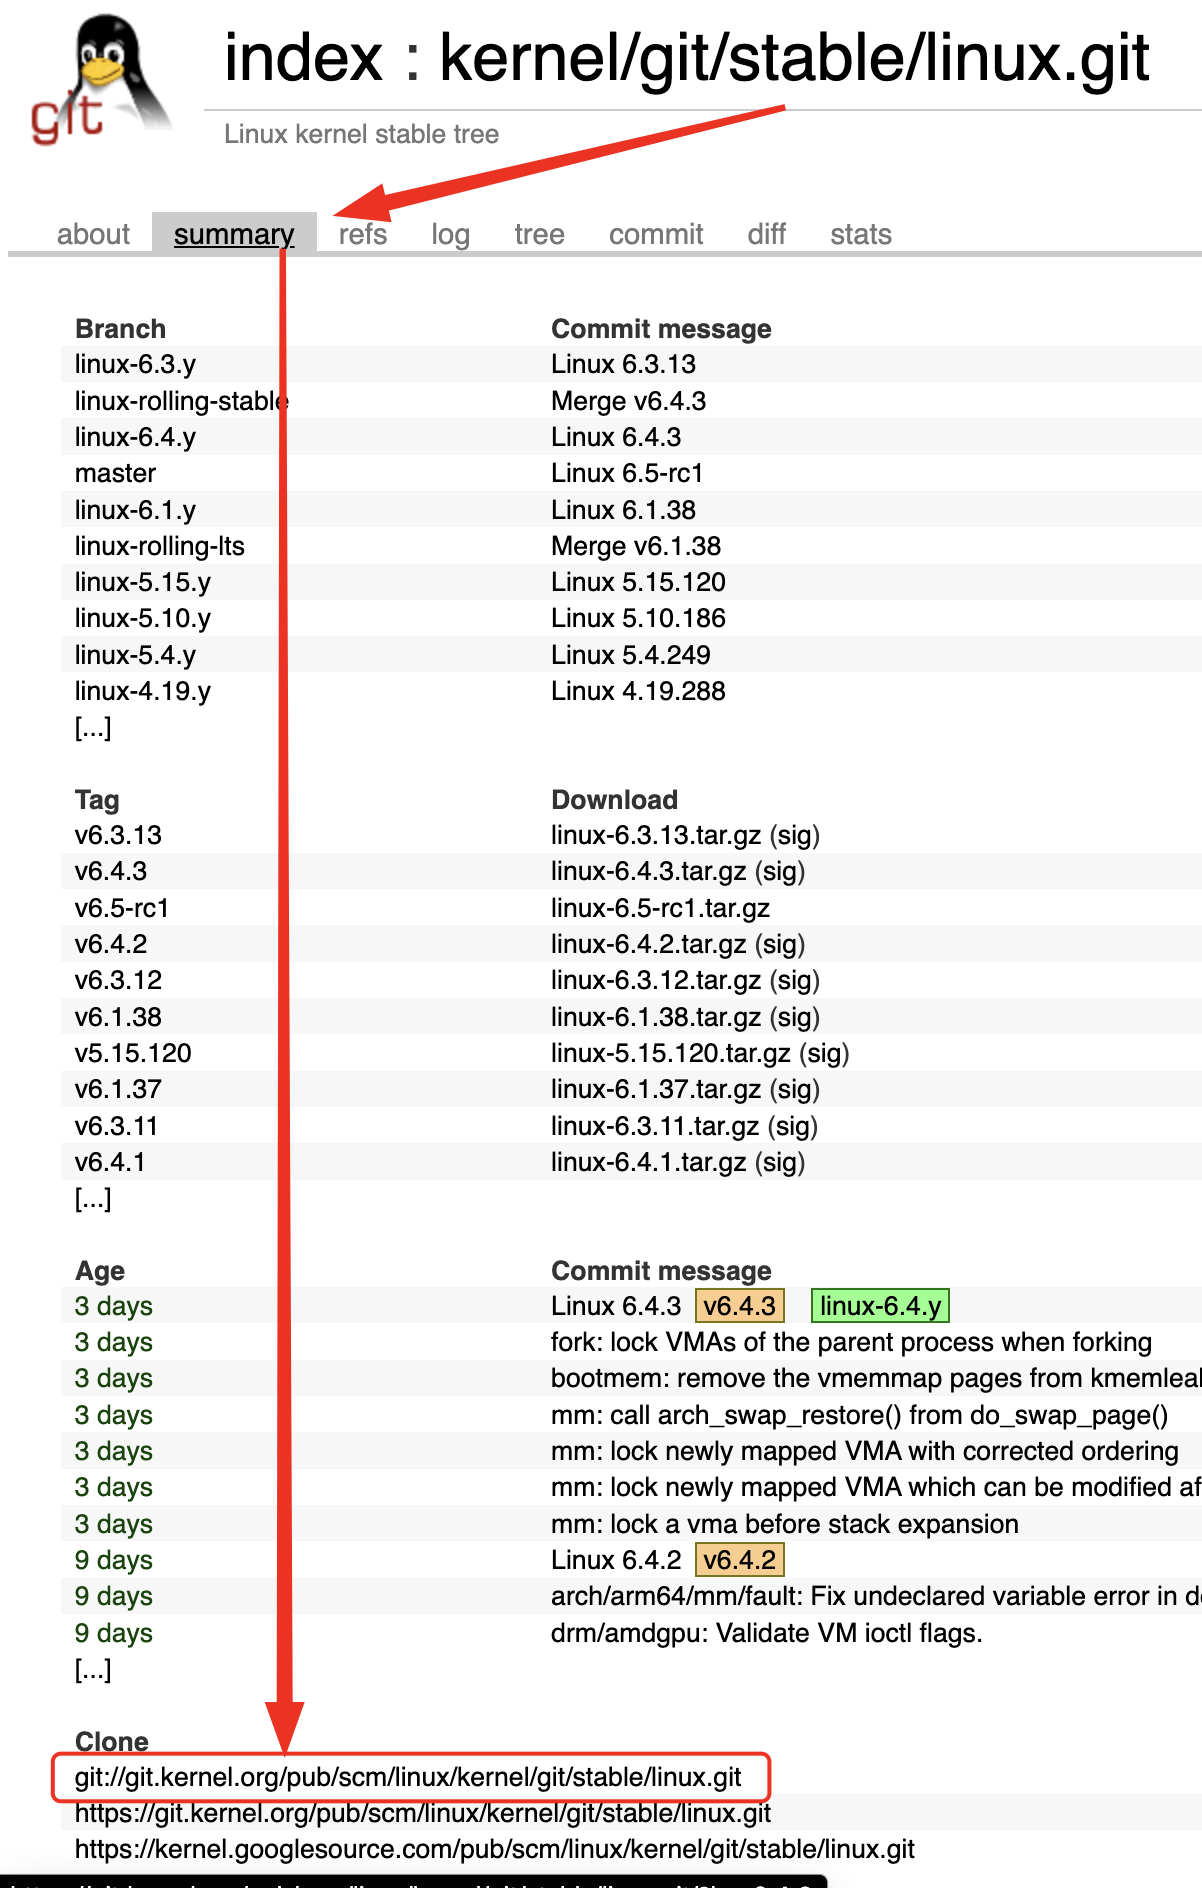 git
index : kernel/git/stable/linux.git
Linux kernel stable tree
about summary refs log tree commit diff stats
Branch Commit message
linux-6.3.y Linux 6.3.13
linux-rolling-stable Merge v6.4.3
linux-6.4.y Linux 6.4.3
master Linux 6.5-rc1
linux-6.1.y Linux 6.1.38
linux-rolling-lts Merge v6.1.38
linux-5.15.y Linux 5.15.120
linux-5.10.y Linux 5.10.186
linux-5.4.y Linux 5.4.249
linux-4.19.y Linux 4.19.288
[...]
Tag Download
v6.3.13 linux-6.3.13.tar.gz (sig)
v6.4.3 linux-6.4.3.tar.gz (sig)
v6.5-rc1 linux-6.5-rc1.tar.gz
v6.4.2 linux-6.4.2.tar.gz (sig)
v6.3.12 linux-6.3.12.tar.gz (sig)
v6.1.38 linux-6.1.38.tar.gz (sig)
v5.15.120 linux-5.15.120.tar.gz (sig)
v6.1.37 linux-6.1.37.tar.gz (sig)
v6.3.11 linux-6.3.11.tar.gz (sig)
v6.4.1 linux-6.4.1.tar.gz (sig)
[...]
Age Commit message
3 days Linux 6.4.3 v6.4.3 linux-6.4.y
3 days fork: lock VMAs of the parent process when forking
3 days bootmem: remove the vmemmap pages from
3 days mm: call arch_swap_restore() from do_swap_page()
3 days mm: lock newly mapped VMA with corrected ordering
3 days mm: lock newly mapped VMA which can be modified
3 days mm: lock a vma before stack expansion
9 days Linux 6.4.2 v6.4.2
9 days arch/arm64/mm/fault: Fix undeclared variable error in
9 days drm/amdgpu: Validate VM ioctl flags.
[...]
Clone
git://git.kernel.org/pub/scm/linux/kernel/git/stable/linux.git
https://git.kernel.org/pub/scm/linux/kernel/git/stable/linux.git
https://kernel.googlesource.com/pub/scm/linux/kernel/git/stable/linux.git